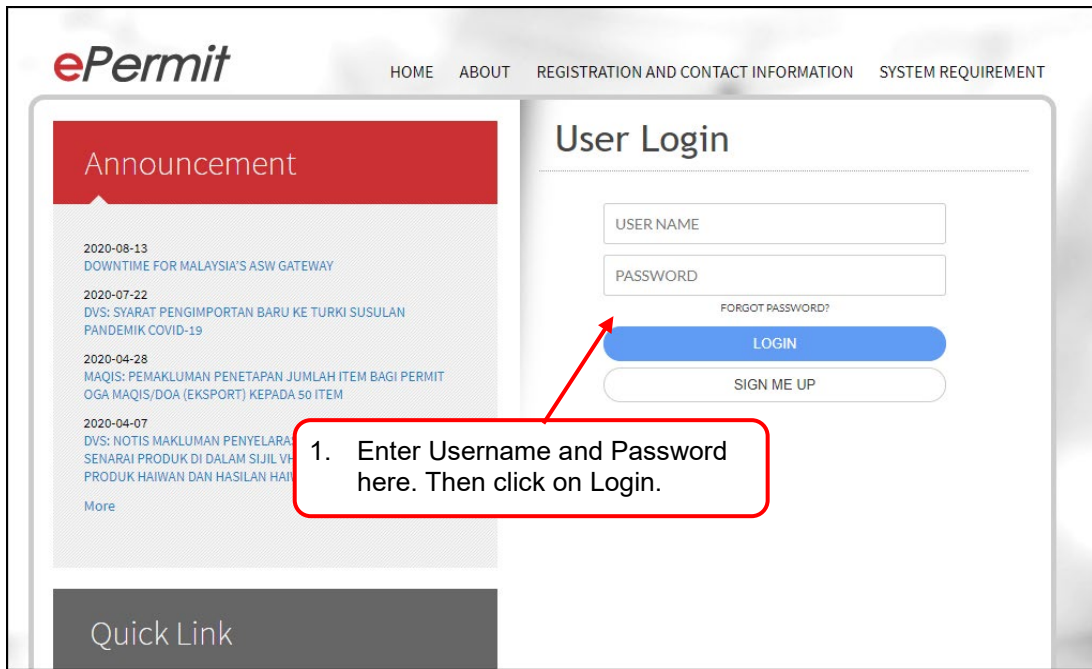 ePermit
HOME ABOUT REGISTRATION AND CONTACT INFORMATION SYSTEM REQUIREMENT
Announcement
2020-08-13
DOWNTIME FOR MALAYSIA'S ASW GATEWAY
2020-07-22
DVS: SYARAT PENGIMPORTAN BARU KE TURKI SUSULAN
PANDEMIK COVID-19
2020-04-28
MAQIS: PEMAKLUMAN PENETAPAN JUMLAH ITEM BAGI PERMIT
OGA MAQIS/DOA (EKSPORT) KEPADA 50 ITEM
2020-04-07
DVS: NOTIS MAKLUMAN
SENARAI PRODUK DI DALAM SIJIL
PRODUK HAIWAN DAN HASILAN
More
Quick Link
User Login
USER NAME
PASSWORD
FORGOT PASSWORD?
LOGIN
SIGN ME UP
1. Enter Username and Password
here. Then click on Login.